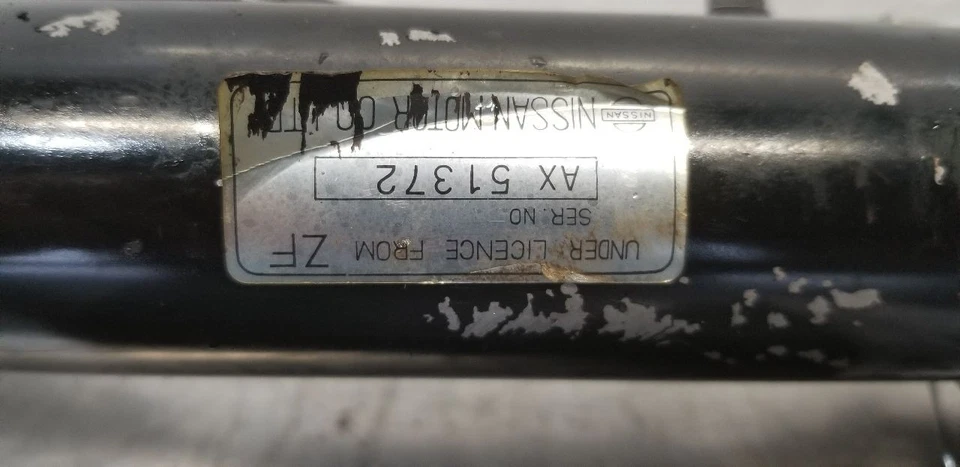 UNDER LICENCE FROM ZF
SER. NO
AX 51372
NISSAN NISSAN MOTOR CO., LTD